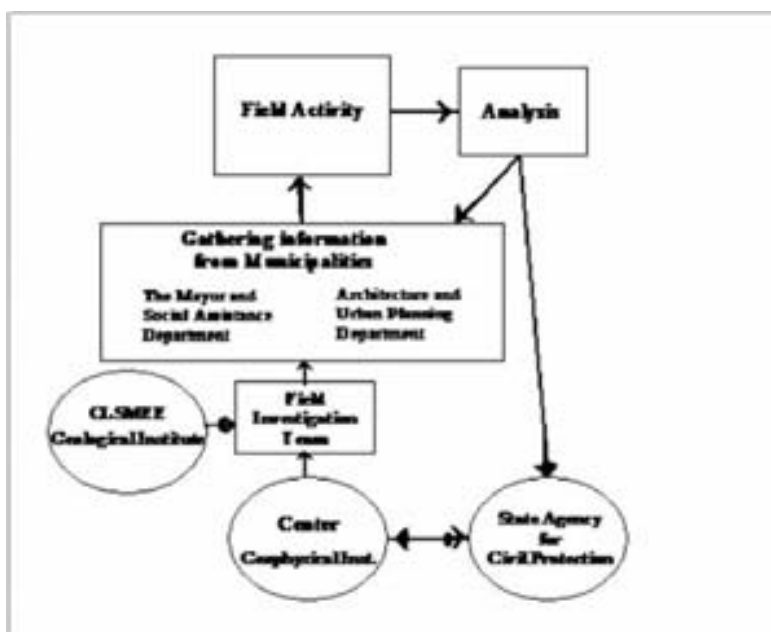 Field Activity
Analysis
Gathering information
from Municipalities
The Mayor and
Social Assistance
Department
Architecture and
Urban Planning
Department
Field
Investigation
Team
CLSMEE
Geological Institute
Center
Geophysical Inst.
State Agency
for
Civil Protection